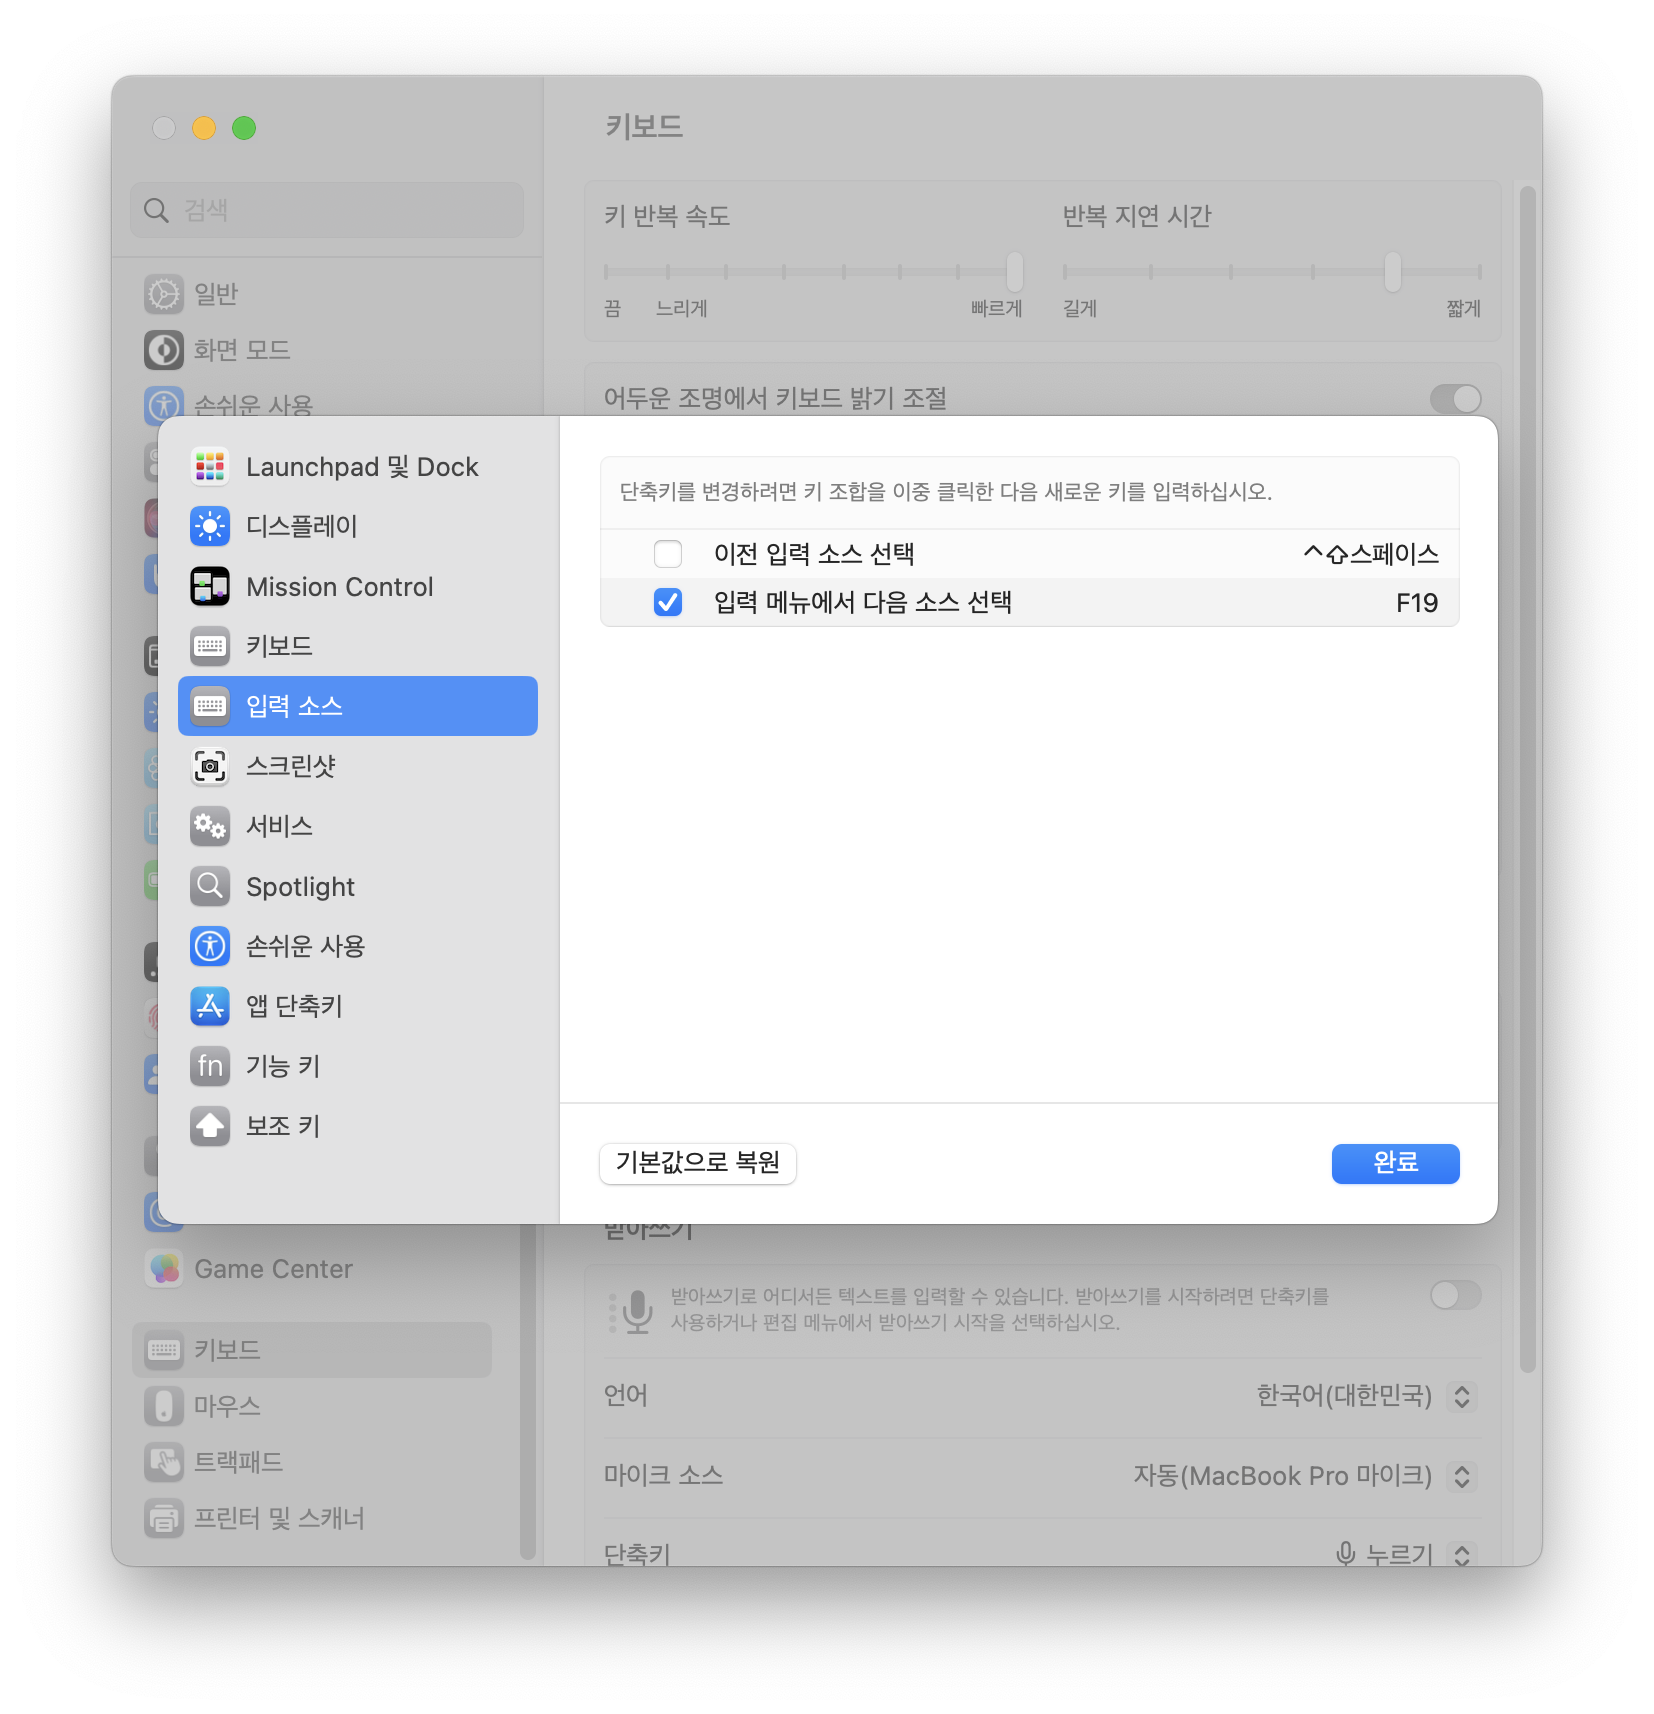 키보드
검색
일반
화면 모드
손쉬운 사용
키 반복 속도
반복 지연 시간
끔
느리게
빠르게
길게
짧게
어두운 조명에서 키보드 밝기 조절
Launchpad 및 Dock
디스플레이
Mission Control
키보드
입력 소스
스크린샷
서비스
Spotlight
손쉬운 사용
앱 단축키
fn 기능 키
보조 키
단축키를 변경하려면 키 조합을 이중 클릭한 다음 새로운 키를 입력하십시오.
이전 입력 소스 선택 ^⇧스페이스
입력 메뉴에서 다음 소스 선택 F19
기본값으로 복원
완료
Game Center
키보드
마우스
트랙패드
프린터 및 스캐너
받아쓰기
받아쓰기로 어디서든 텍스트를 입력할 수 있습니다. 받아쓰기를 시작하려면 단축키를
사용하거나 편집 메뉴에서 받아쓰기 시작을 선택하십시오.
언어 한국어(대한민국)
마이크 소스 자동(MacBook Pro 마이크)
단축키 누르기